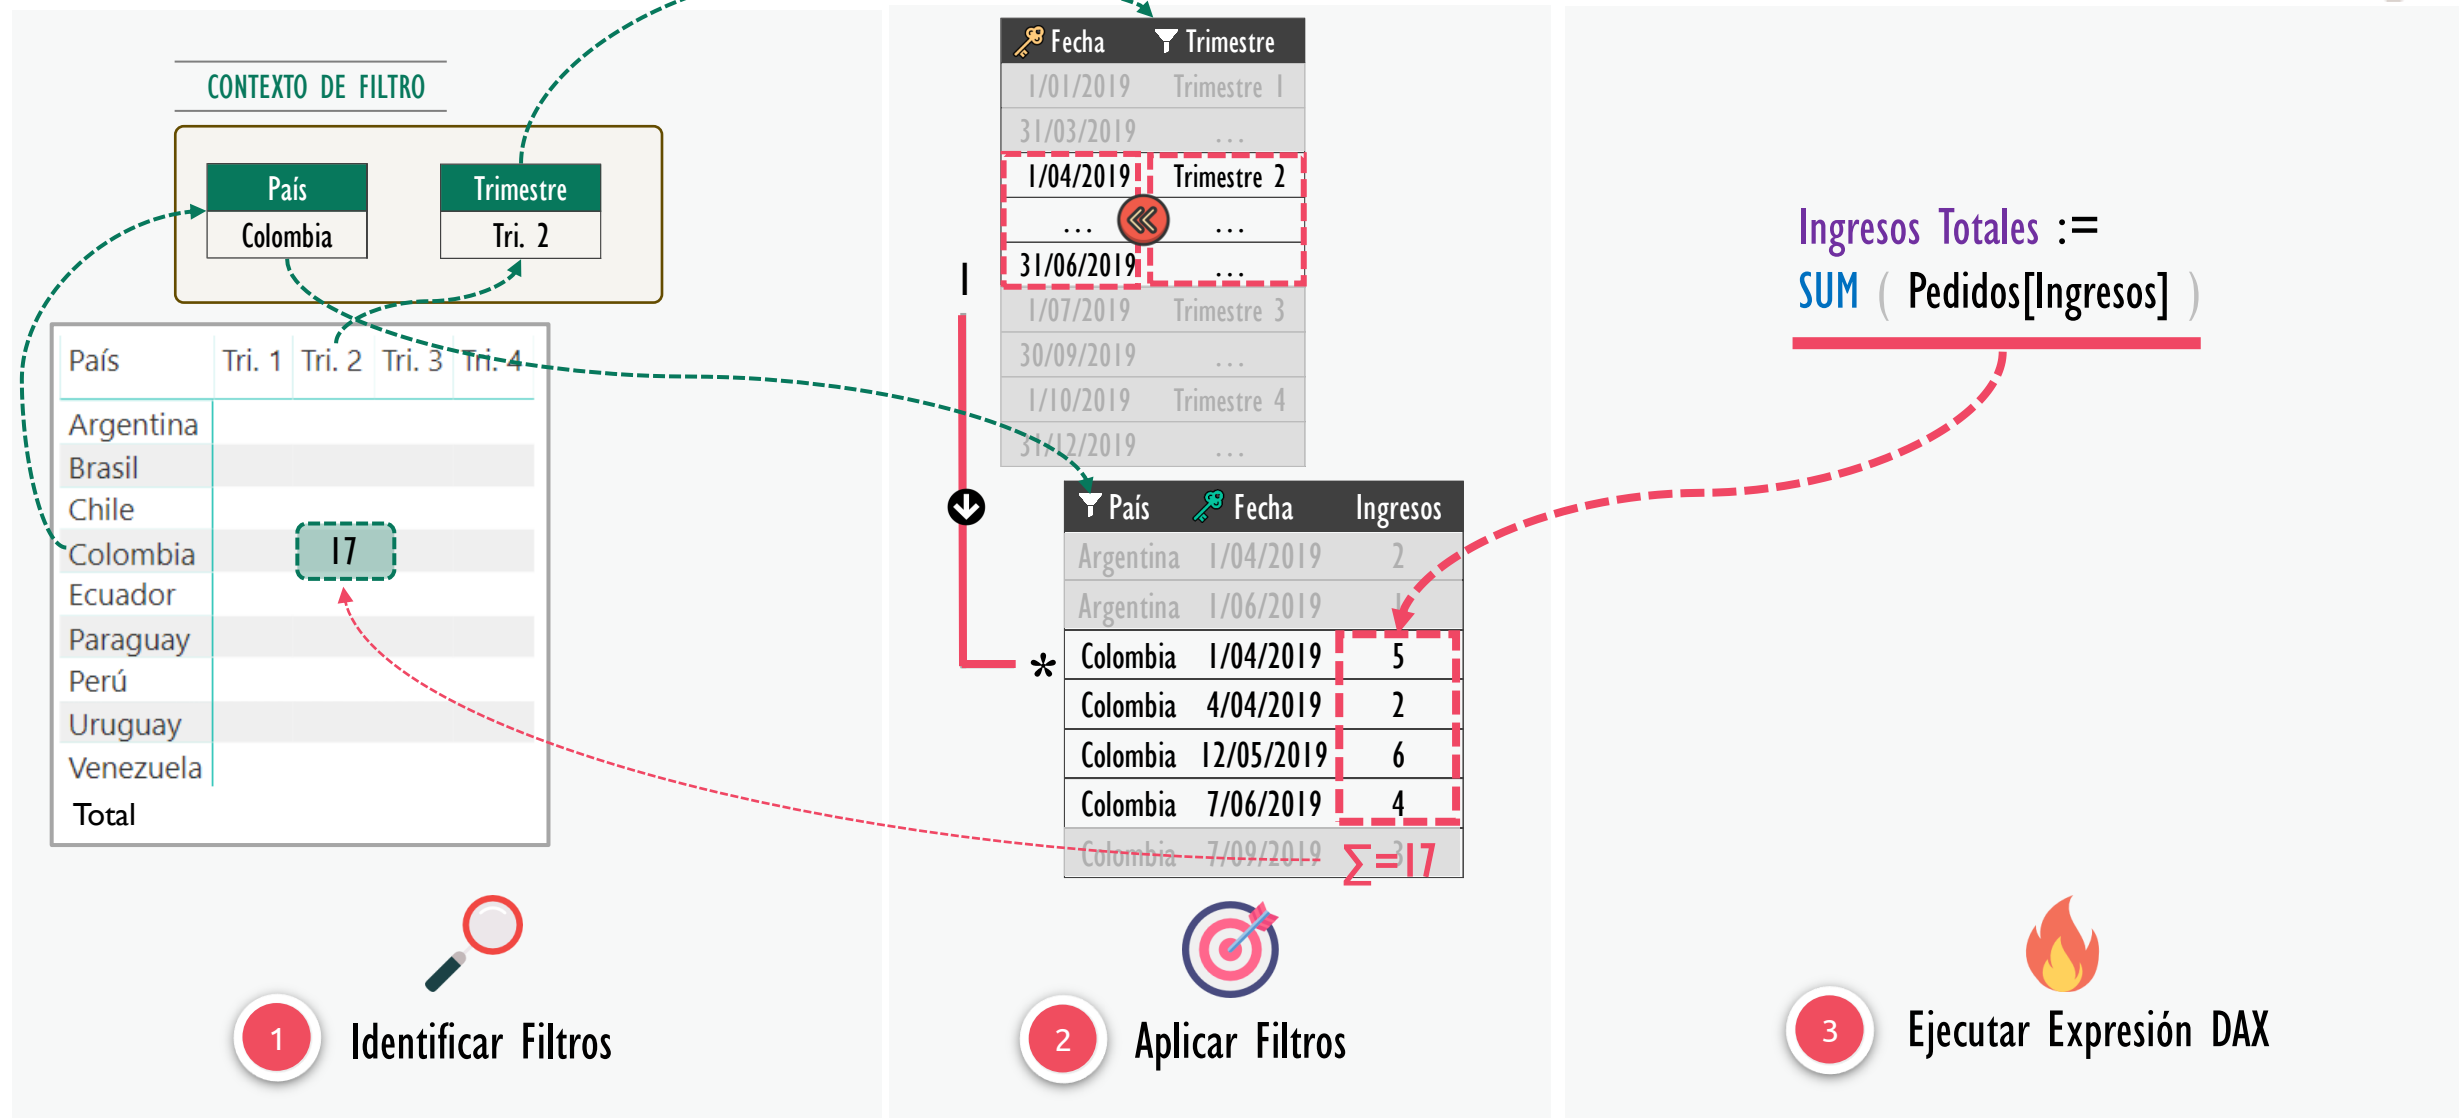 CONTEXTO DE FILTRO
País
Colombia
Trimestre
Tri. 2
País Tri. 1 Tri. 2 Tri. 3 Tri. 4
Argentina
Brasil
Chile
Colombia 17
Ecuador
Paraguay
Perú
Uruguay
Venezuela
Total
1 Identificar Filtros
Fecha Trimestre
1/01/2019 Trimestre 1
31/03/2019 ...
1/04/2019 Trimestre 2
... ...
31/06/2019 ...
1/07/2019 Trimestre 3
30/09/2019 ...
1/10/2019 Trimestre 4
31/12/2019 ...
1
*
País Fecha Ingresos
Argentina 1/04/2019 2
Argentina 1/06/2019
Colombia 1/04/2019 5
Colombia 4/04/2019 2
Colombia 12/05/2019 6
Colombia 7/06/2019 4
Colombia 7/09/2019 3
∑=17
2 Aplicar Filtros
Ingresos Totales :=
SUM ( Pedidos[Ingresos] )
3 Ejecutar Expresión DAX